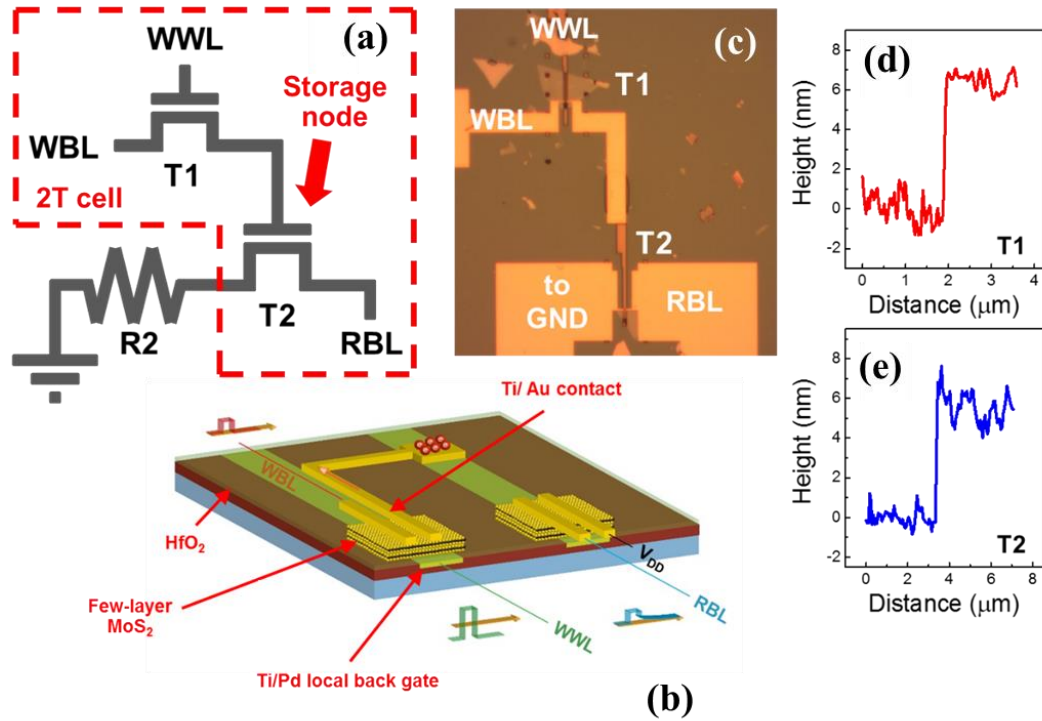 (a)
WWL
Storage
node
WBL
T1
2T cell
T2
R2
RBL
(c)
WWL
T1
WBL
T2
to
GND
RBL
(d)
Height (nm)
8
6
4
2
0
-2
0 1 2 3 4
T1
Distance (μm)
(e)
Height (nm)
8
6
4
2
0
-2
0 2 4 6 8
T2
Distance (μm)
Ti/ Au contact
WBL
HfO₂
V_DD
Few-layer
MoS₂
RBL
WWL
Ti/Pd local back gate
(b)